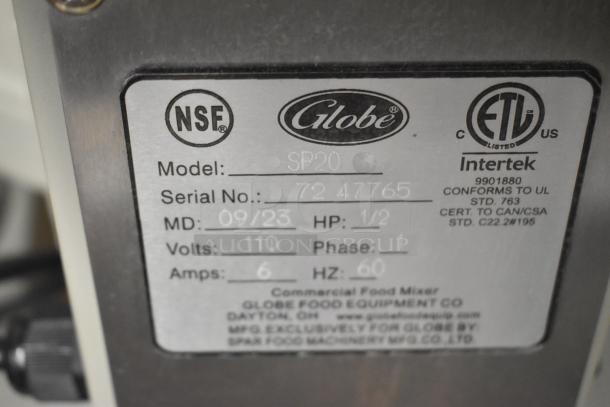 NSF®
Globe®
C ETL US
LISTED
Intertek
9901880
CONFORMS TO UL
STD. 763
CERT. TO CAN/CSA
STD. C22.2#195
Model: SP20
Serial No.: 72 47765
MD: 09/23 HP: 1/2
Volts: 110 Phase:
AUCTION GROUP
Amps: 6 HZ: 60
Commercial Food Mixer
GLOBE FOOD EQUIPMENT CO
DAYTON, OH www.globefoodequip.com
MFG. EXCLUSIVELY FOR GLOBE BY:
SPAR FOOD MACHINERY MFG.CO.,LTD.